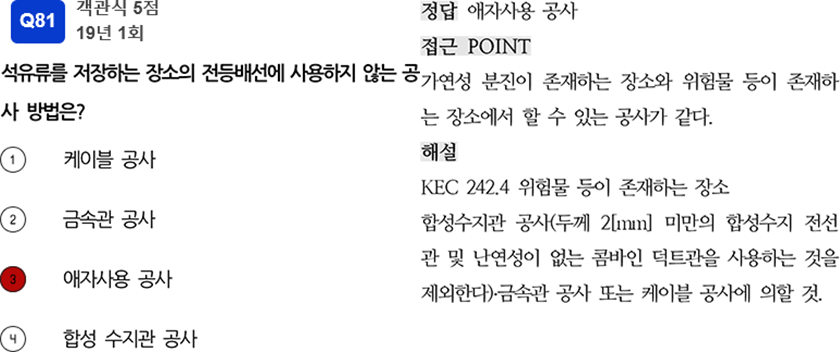 Q81
객관식 5점
19년 1회
석유류를 저장하는 장소의 전등배선에 사용하지 않는 공
사 방법은?
1 케이블 공사
2 금속관 공사
3 애자사용 공사
4 합성 수지관 공사
정답 애자사용 공사
접근 POINT
가연성 분진이 존재하는 장소와 위험물 등이 존재하
는 장소에서 할 수 있는 공사가 같다.
해설
KEC 242.4 위험물 등이 존재하는 장소
합성수지관 공사(두께 2[mm] 미만의 합성수지 전선
관 및 난연성이 없는 콤바인 덕트관을 사용하는 것을
제외한다)·금속관 공사 또는 케이블 공사에 의할 것.